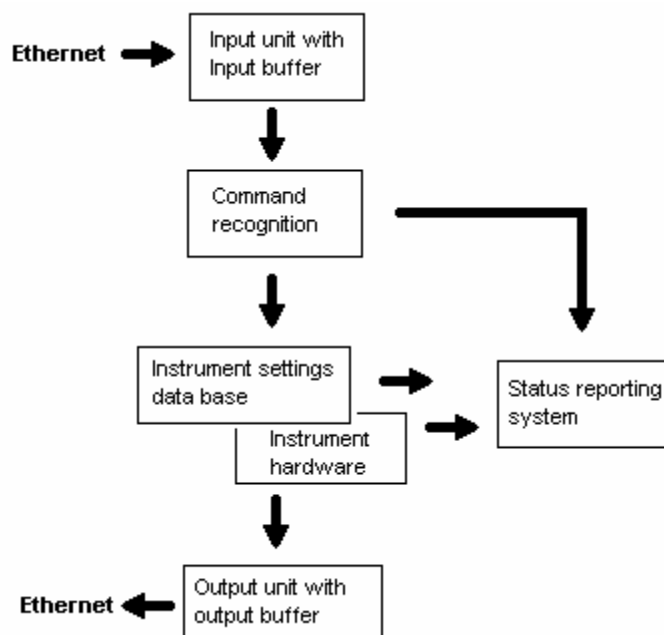 Ethernet
Input unit with
Input buffer
Command
recognition
Instrument settings
data base
Instrument
hardware
Status reporting
system
Output unit with
output buffer
Ethernet